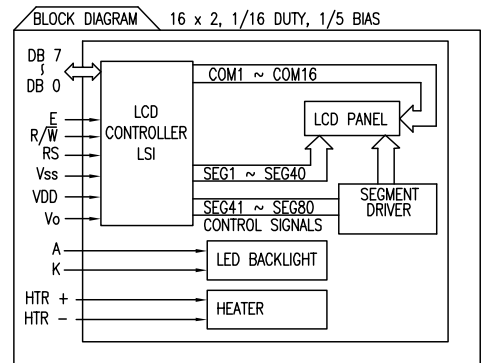 BLOCK DIAGRAM 16 x 2, 1/16 DUTY, 1/5 BIAS
DB 7
DB 0
COM1 ~ COM16
LCD
CONTROLLER
LSI
LCD PANEL
E
R/W̅
RS
Vss
VDD
Vo
SEG1 ~ SEG40
SEG41 ~ SEG80
CONTROL SIGNALS
SEGMENT
DRIVER
A
K
LED BACKLIGHT
HTR +
HTR −
HEATER